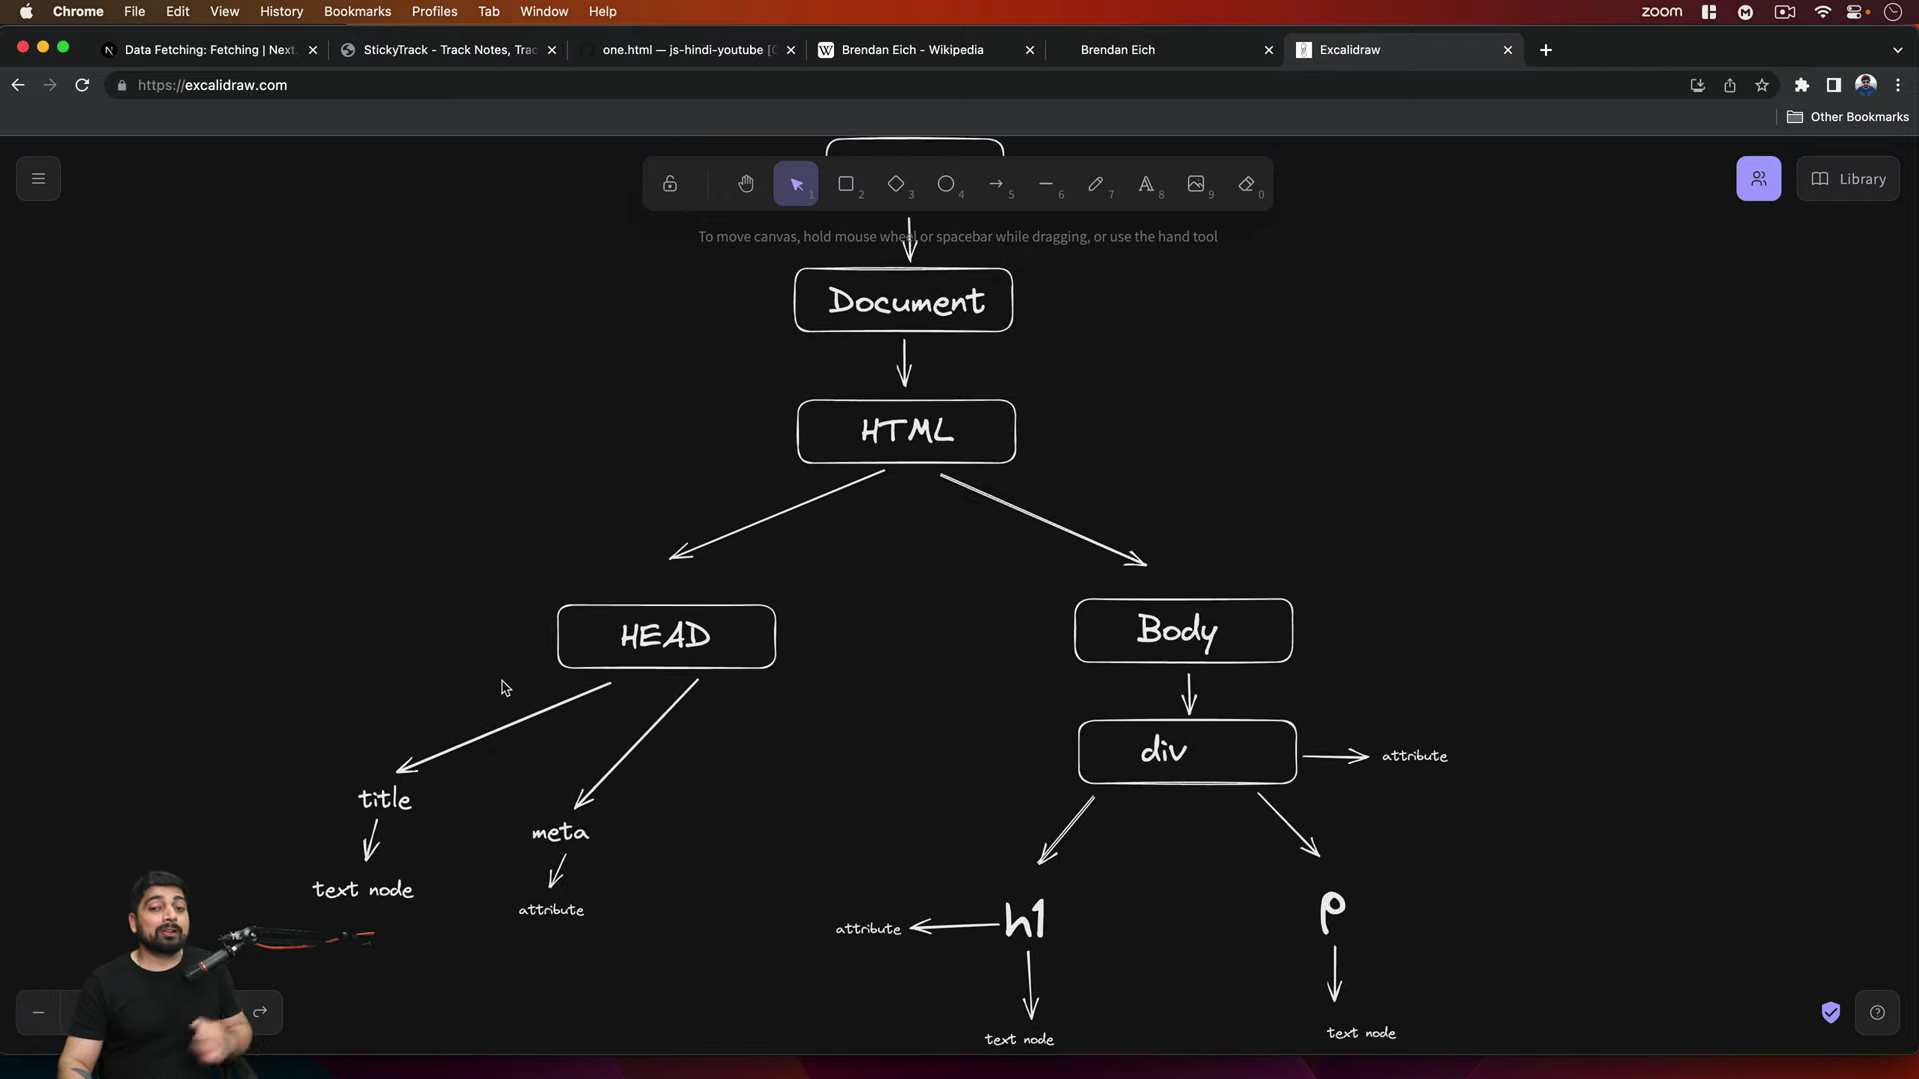 Chrome File Edit View History Bookmarks Profiles Tab Window Help zoom
Data Fetching: Fetching | Next. StickyTrack - Track Notes, Trac one.html — js-hindi-youtube [C Brendan Eich - Wikipedia Brendan Eich Excalidraw
https://excalidraw.com
Other Bookmarks
1 2 3 4 5 6 7 8 9 0
Library
To move canvas, hold mouse wheel or spacebar while dragging, or use the hand tool
Document
HTML
HEAD
Body
div
attribute
title
meta
text node
attribute
h1
attribute
p
text node
text node